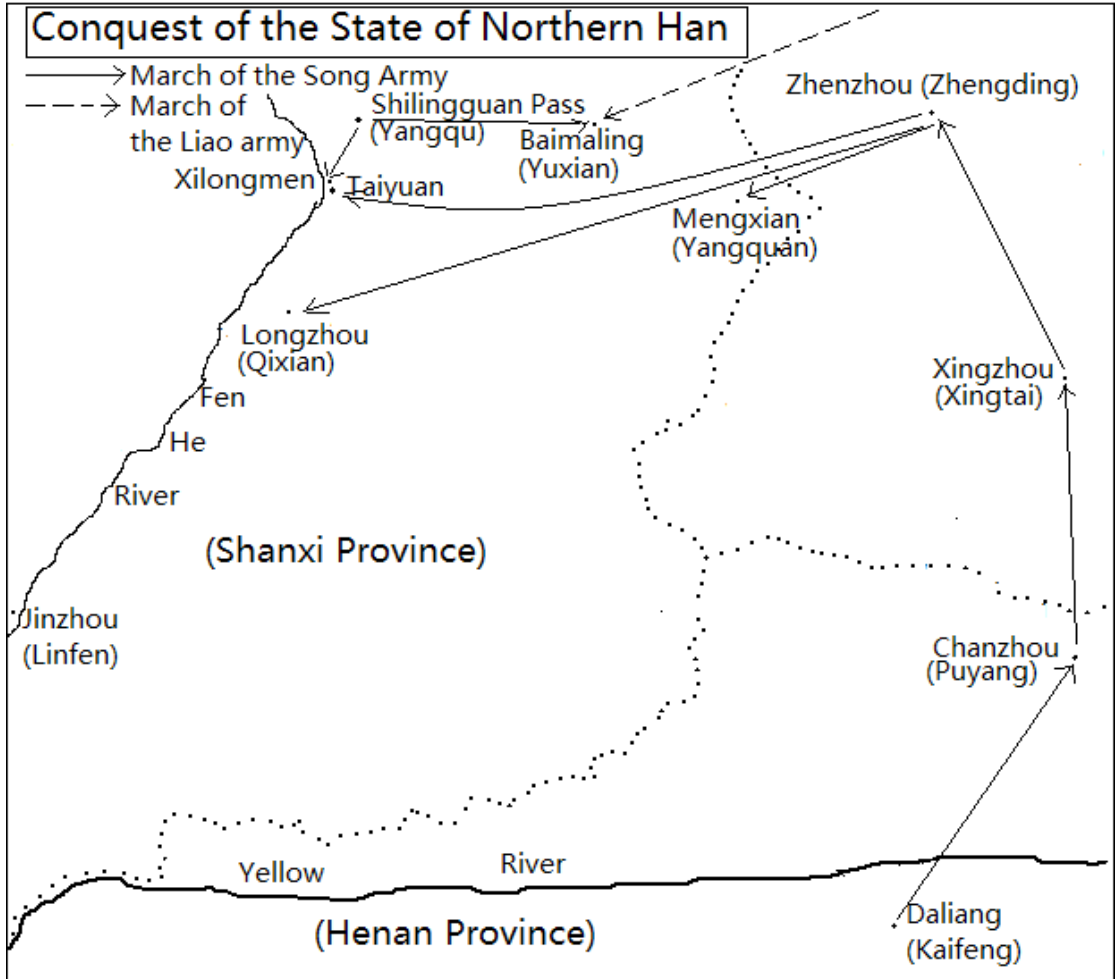 Conquest of the State of Northern Han
March of the Song Army
March of
the Liao army
Shilingguan Pass
(Yangqu)
Baimaling
(Yuxian)
Zhenzhou (Zhengding)
Xilongmen
Taiyuan
Mengxian
(Yangquan)
Longzhou
(Qixian)
Xingzhou
(Xingtai)
Fen
He
River
(Shanxi Province)
Jinzhou
(Linfen)
Chanzhou
(Puyang)
Yellow
River
Daliang
(Kaifeng)
(Henan Province)